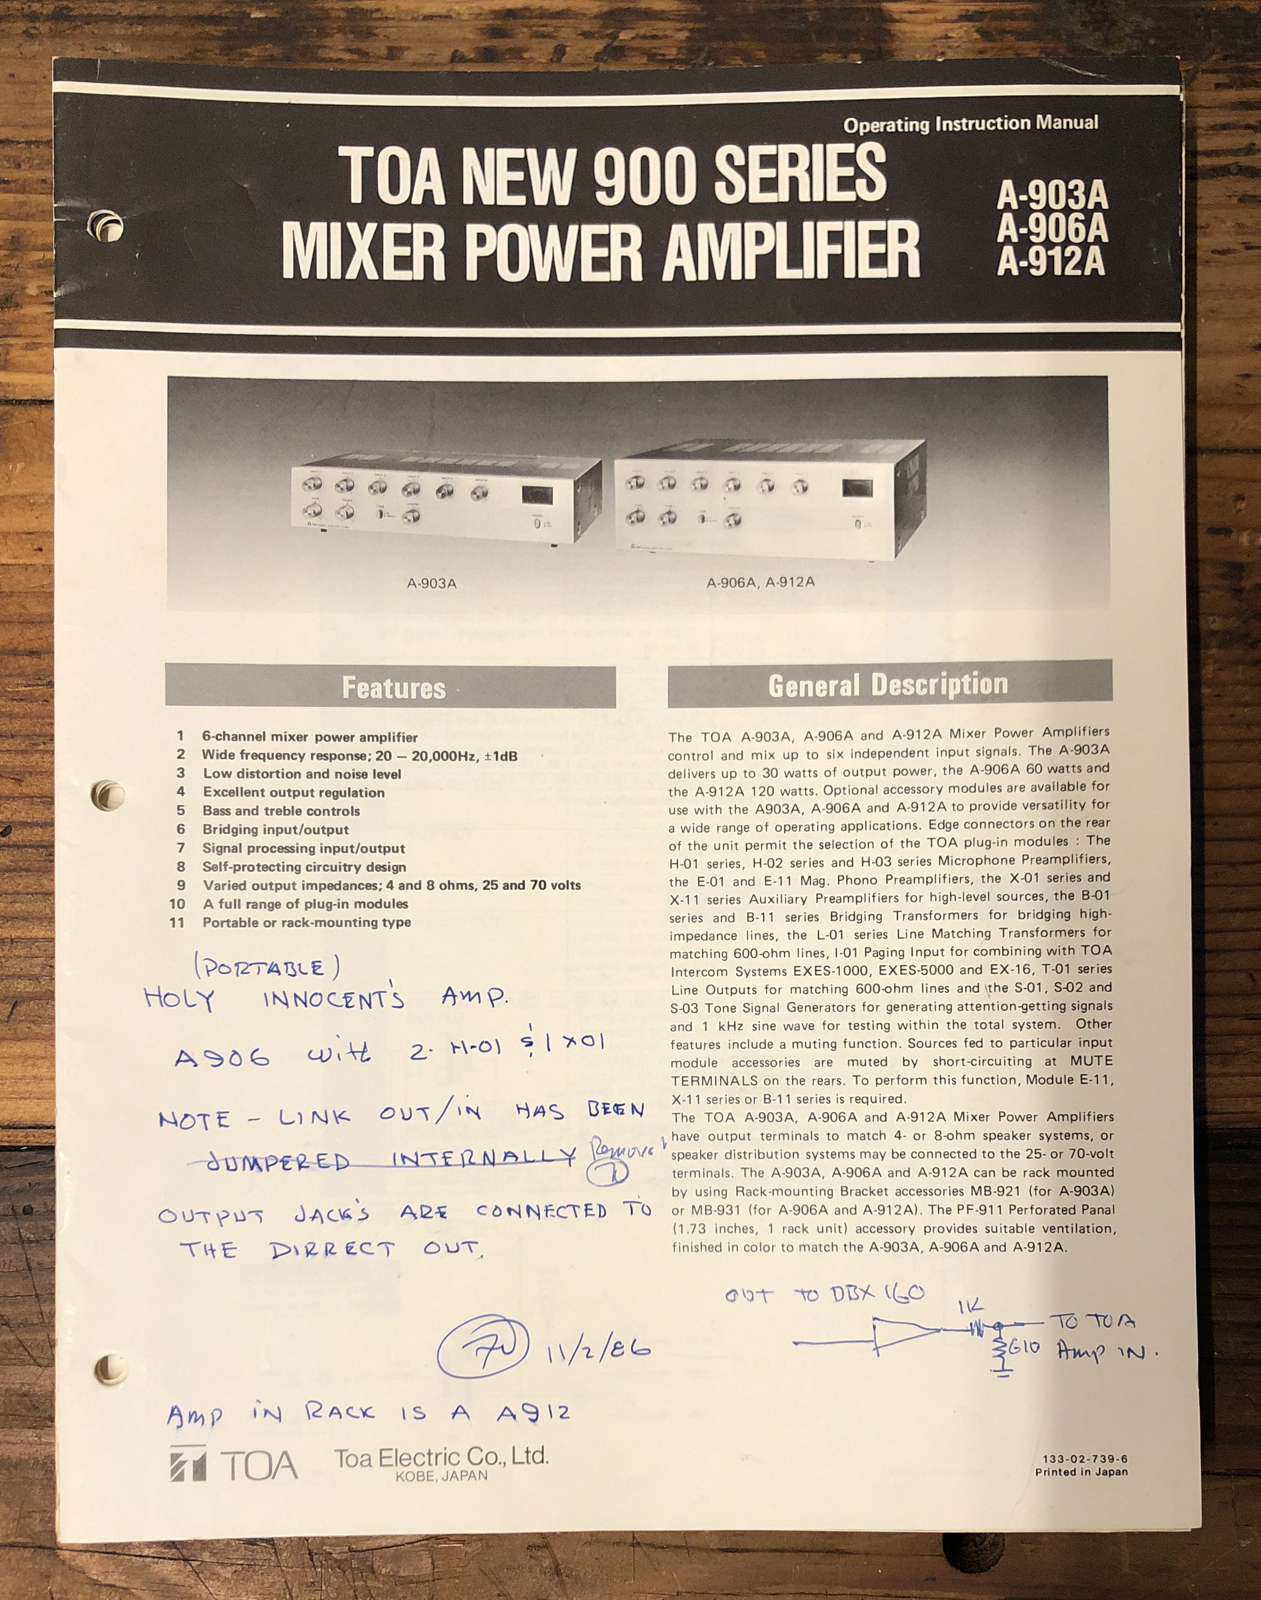 Operating Instruction Manual
TOA NEW 900 SERIES
MIXER POWER AMPLIFIER
A-903A
A-906A
A-912A
A-903A
A-906A, A-912A
Features
1 6-channel mixer power amplifier
2 Wide frequency response; 20 – 20,000Hz, ±1dB
3 Low distortion and noise level
4 Excellent output regulation
5 Bass and treble controls
6 Bridging input/output
7 Signal processing input/output
8 Self-protecting circuitry design
9 Varied output impedances; 4 and 8 ohms, 25 and 70 volts
10 A full range of plug-in modules
11 Portable or rack-mounting type
(PORTABLE)
HOLY INNOCENT'S AMP.
A906 with 2- H-01 & 1 X01
NOTE - LINK OUT/IN HAS BEEN
JUMPERED INTERNALLY Remove
OUTPUT JACK'S ARE CONNECTED TO
THE DIRRECT OUT.
11/2/86
AMP IN RACK IS A A912
TOA Toa Electric Co., Ltd.
KOBE, JAPAN
General Description
The TOA A-903A, A-906A and A-912A Mixer Power Amplifiers
control and mix up to six independent input signals. The A-903A
delivers up to 30 watts of output power, the A-906A 60 watts and
the A-912A 120 watts. Optional accessory modules are available for
use with the A903A, A-906A and A-912A to provide versatility for
a wide range of operating applications. Edge connectors on the rear
of the unit permit the selection of the TOA plug-in modules : The
H-01 series, H-02 series and H-03 series Microphone Preamplifiers,
the E-01 and E-11 Mag. Phono Preamplifiers, the X-01 series and
X-11 series Auxiliary Preamplifiers for high-level sources, the B-01
series and B-11 series Bridging Transformers for bridging high-
impedance lines, the L-01 series Line Matching Transformers for
matching 600-ohm lines, I-01 Paging Input for combining with TOA
Intercom Systems EXES-1000, EXES-5000 and EX-16, T-01 series
Line Outputs for matching 600-ohm lines and the S-01, S-02 and
S-03 Tone Signal Generators for generating attention-getting signals
and 1 kHz sine wave for testing within the total system. Other
features include a muting function. Sources fed to particular input
module accessories are muted by short-circuiting at MUTE
TERMINALS on the rears. To perform this function, Module E-11,
X-11 series or B-11 series is required.
The TOA A-903A, A-906A and A-912A Mixer Power Amplifiers
have output terminals to match 4- or 8-ohm speaker systems, or
speaker distribution systems may be connected to the 25- or 70-volt
terminals. The A-903A, A-906A and A-912A can be rack mounted
by using Rack-mounting Bracket accessories MB-921 (for A-903A)
or MB-931 (for A-906A and A-912A). The PF-911 Perforated Panel
(1.73 inches, 1 rack unit) accessory provides suitable ventilation,
finished in color to match the A-903A, A-906A and A-912A.
OUT TO DBX 160
1K
TO TOA
610 Amp IN.
133-02-739-6
Printed in Japan